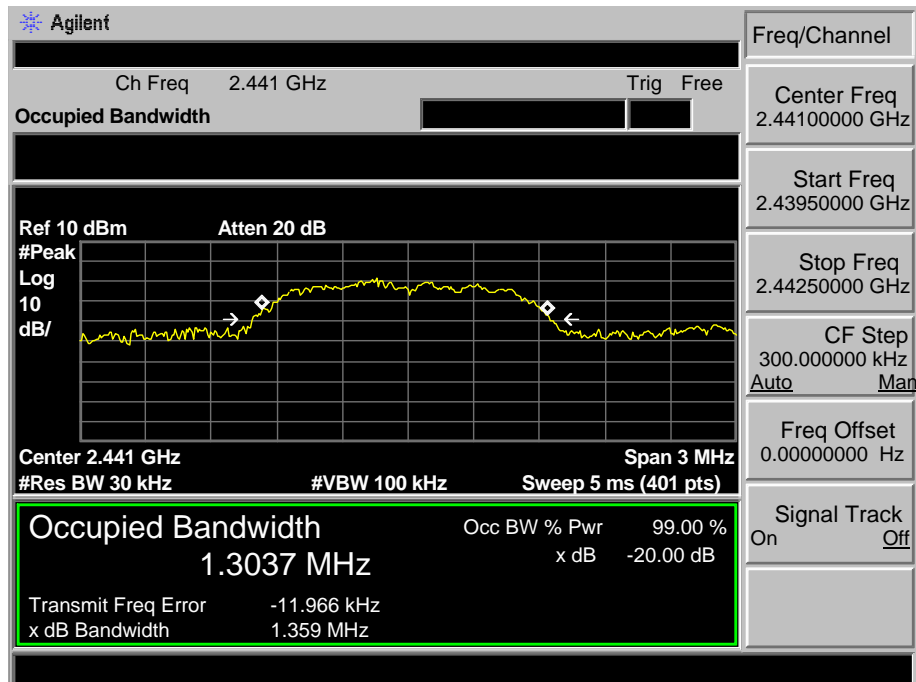 Agilent
Freq/Channel
Ch Freq 2.441 GHz Trig Free
Occupied Bandwidth
Center Freq
2.44100000 GHz
Start Freq
2.43950000 GHz
Stop Freq
2.44250000 GHz
CF Step
300.000000 kHz
Auto Man
Freq Offset
0.00000000 Hz
Signal Track
On Off
Ref 10 dBm Atten 20 dB
#Peak
Log
10
dB/
Center 2.441 GHz Span 3 MHz
#Res BW 30 kHz #VBW 100 kHz Sweep 5 ms (401 pts)
Occupied Bandwidth Occ BW % Pwr 99.00 %
1.3037 MHz x dB -20.00 dB
Transmit Freq Error -11.966 kHz
x dB Bandwidth 1.359 MHz